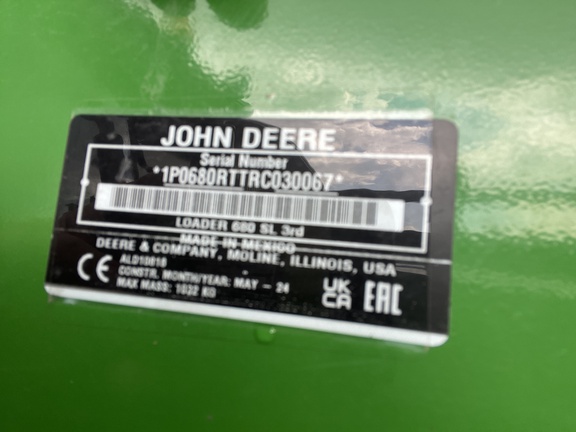 JOHN DEERE
Serial Number
*1P0680RTTRC030067*
LOADER 680 SL 3rd
MADE IN MEXICO
DEERE & COMPANY, MOLINE, ILLINOIS, USA
ALD10818
CE
CONSTR. MONTH/YEAR: MAY - 24
MAX MASS: 1032 KG
UK
CA
EAC